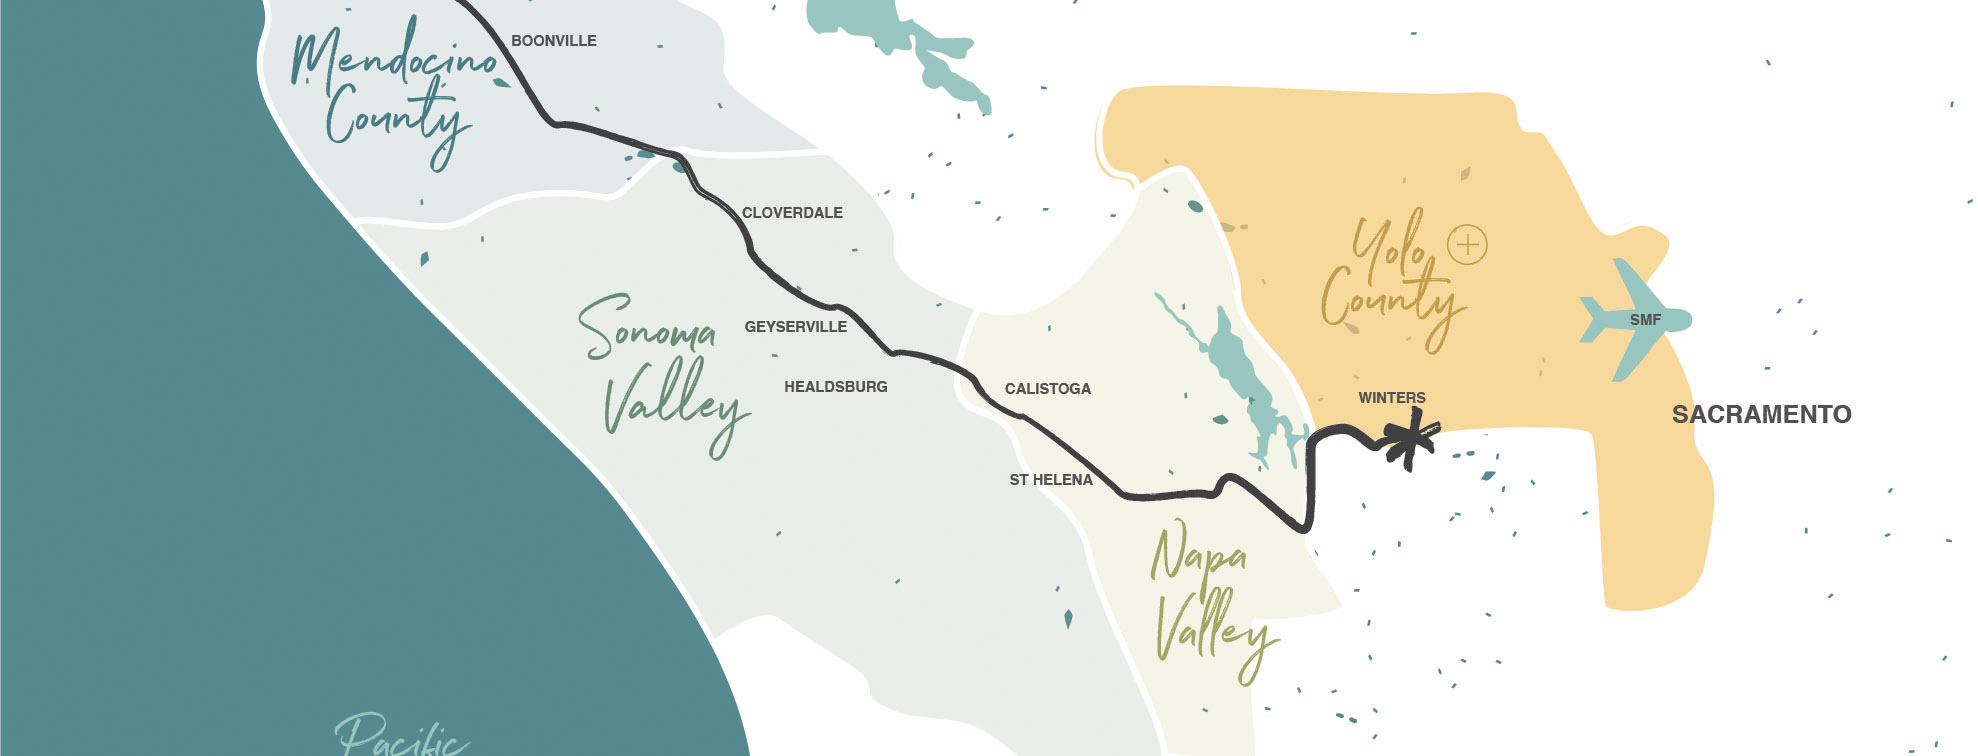 BOONVILLE
Mendocino
County
CLOVERDALE
Yolo
County
Sonoma
Valley
GEYSERVILLE
SMF
HEALDSBURG
CALISTOGA
WINTERS
SACRAMENTO
ST HELENA
Napa
Valley
Pacific